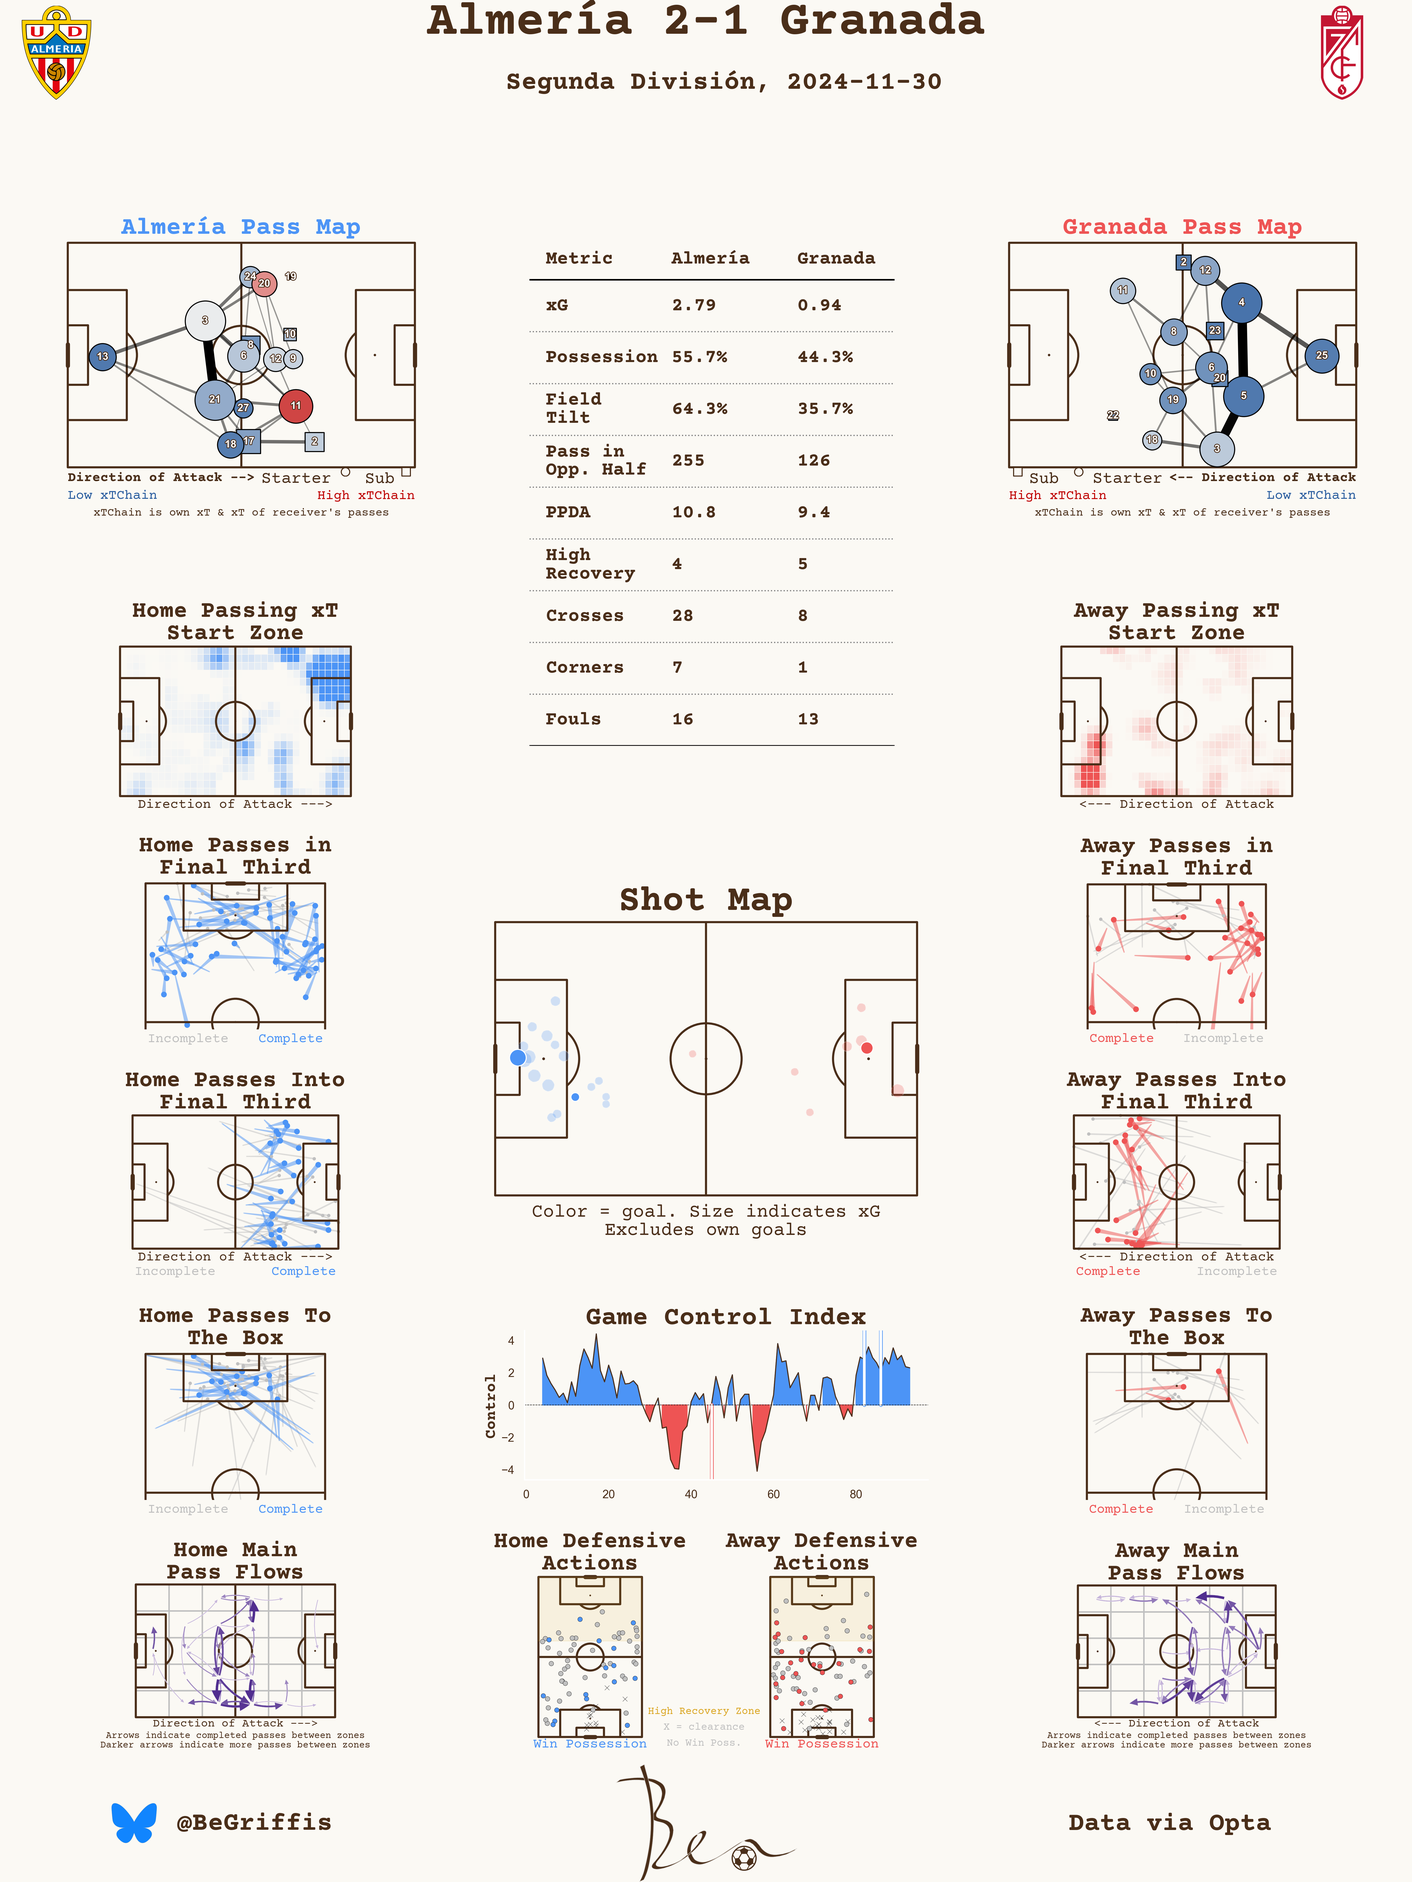 Almería 2-1 Granada
Segunda División, 2024-11-30
U D
ALMERIA
Almería Pass Map
24
20
19
3
10
8
13
6
12
9
21
27
11
18
17
2
Direction of Attack --> Starter Sub
Low xTChain High xTChain
xTChain is own xT & xT of receiver's passes
Metric Almería Granada
xG 2.79 0.94
Possession 55.7% 44.3%
Field
Tilt 64.3% 35.7%
Pass in
Opp. Half 255 126
PPDA 10.8 9.4
High
Recovery 4 5
Crosses 28 8
Corners 7 1
Fouls 16 13
Granada Pass Map
2
12
11
4
8
23
25
6
10
20
5
19
22
18
3
Sub Starter <-- Direction of Attack
High xTChain Low xTChain
xTChain is own xT & xT of receiver's passes
Home Passing xT
Start Zone
Direction of Attack --->
Away Passing xT
Start Zone
<--- Direction of Attack
Home Passes in
Final Third
Incomplete Complete
Away Passes in
Final Third
Complete Incomplete
Shot Map
Color = goal. Size indicates xG
Excludes own goals
Home Passes Into
Final Third
Direction of Attack --->
Incomplete Complete
Away Passes Into
Final Third
<--- Direction of Attack
Complete Incomplete
Home Passes To
The Box
Incomplete Complete
Game Control Index
Control
4
2
0
−2
−4
0 20 40 60 80
Away Passes To
The Box
Complete Incomplete
Home Main
Pass Flows
Direction of Attack --->
Arrows indicate completed passes between zones
Darker arrows indicate more passes between zones
Home Defensive
Actions
Win Possession
High Recovery Zone
X = clearance
No Win Poss.
Away Defensive
Actions
Win Possession
Away Main
Pass Flows
<--- Direction of Attack
Arrows indicate completed passes between zones
Darker arrows indicate more passes between zones
@BeGriffis
Ben
Data via Opta